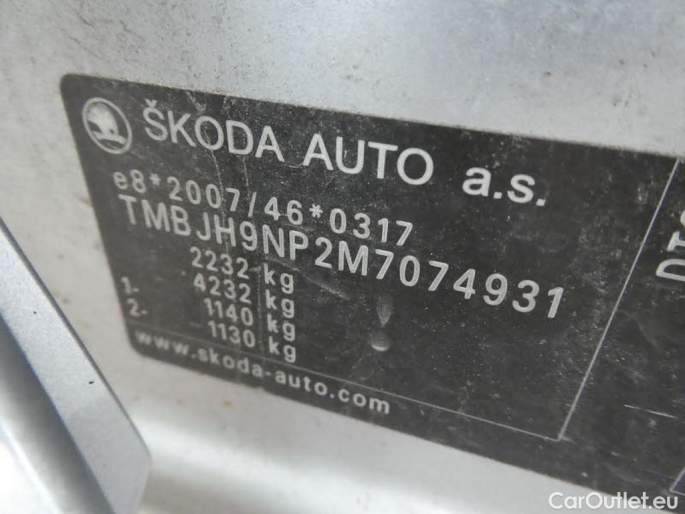 ŠKODA AUTO a.s.
e8*2007/46*0317
TMBJH9NP2M7074931
2232 kg
4232 kg
1- 1140 kg
2- 1130 kg
www.skoda-auto.com
CarOutlet.eu